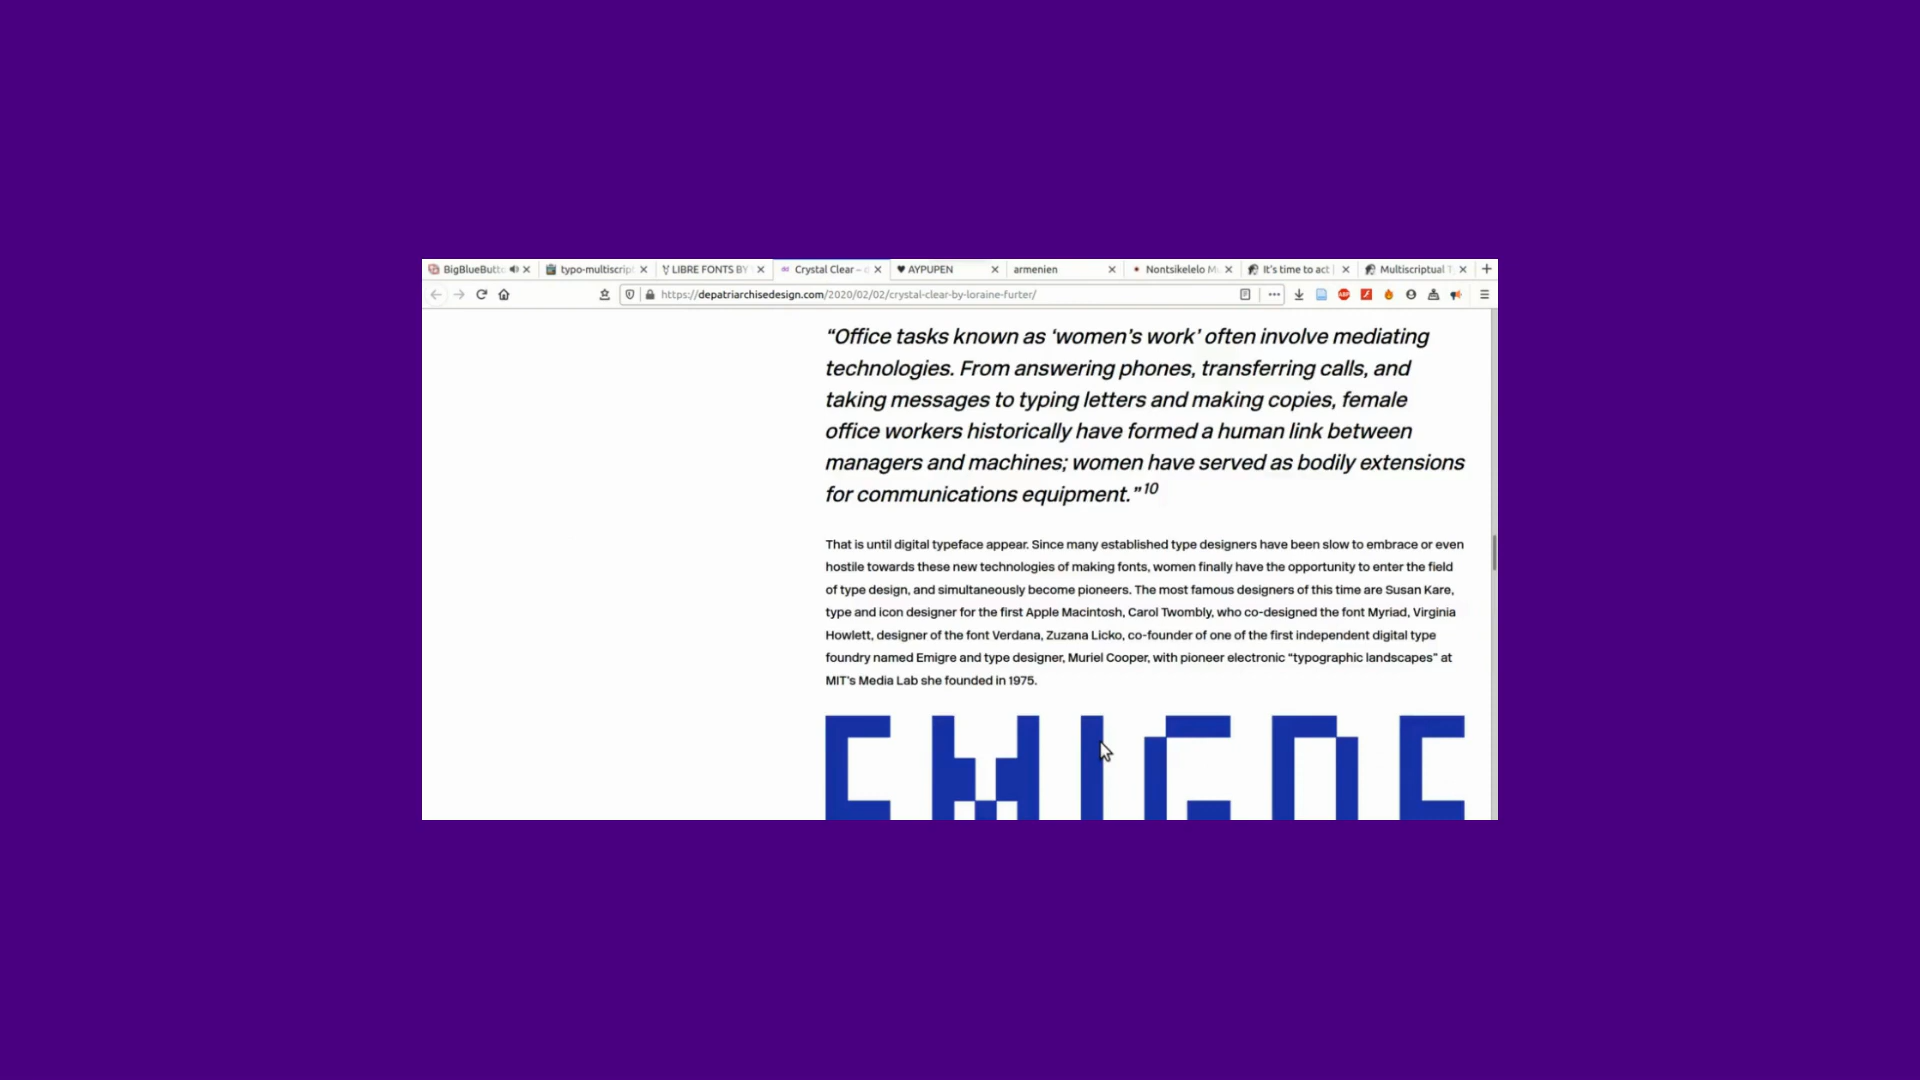 BigBlueButto typo-multiscrip LIBRE FONTS BY Crystal Clear – d AYPUPEN armenien Nontsikelelo Mu It's time to act Multiscriptual T
https://depatriarchisedesign.com/2020/02/02/crystal-clear-by-loraine-furter/
“Office tasks known as ‘women’s work’ often involve mediating
technologies. From answering phones, transferring calls, and
taking messages to typing letters and making copies, female
office workers historically have formed a human link between
managers and machines; women have served as bodily extensions
for communications equipment.” 10
That is until digital typeface appear. Since many established type designers have been slow to embrace or even
hostile towards these new technologies of making fonts, women finally have the opportunity to enter the field
of type design, and simultaneously become pioneers. The most famous designers of this time are Susan Kare,
type and icon designer for the first Apple Macintosh, Carol Twombly, who co-designed the font Myriad, Virginia
Howlett, designer of the font Verdana, Zuzana Licko, co-founder of one of the first independent digital type
foundry named Emigre and type designer, Muriel Cooper, with pioneer electronic “typographic landscapes” at
MIT’s Media Lab she founded in 1975.
EMIGRE